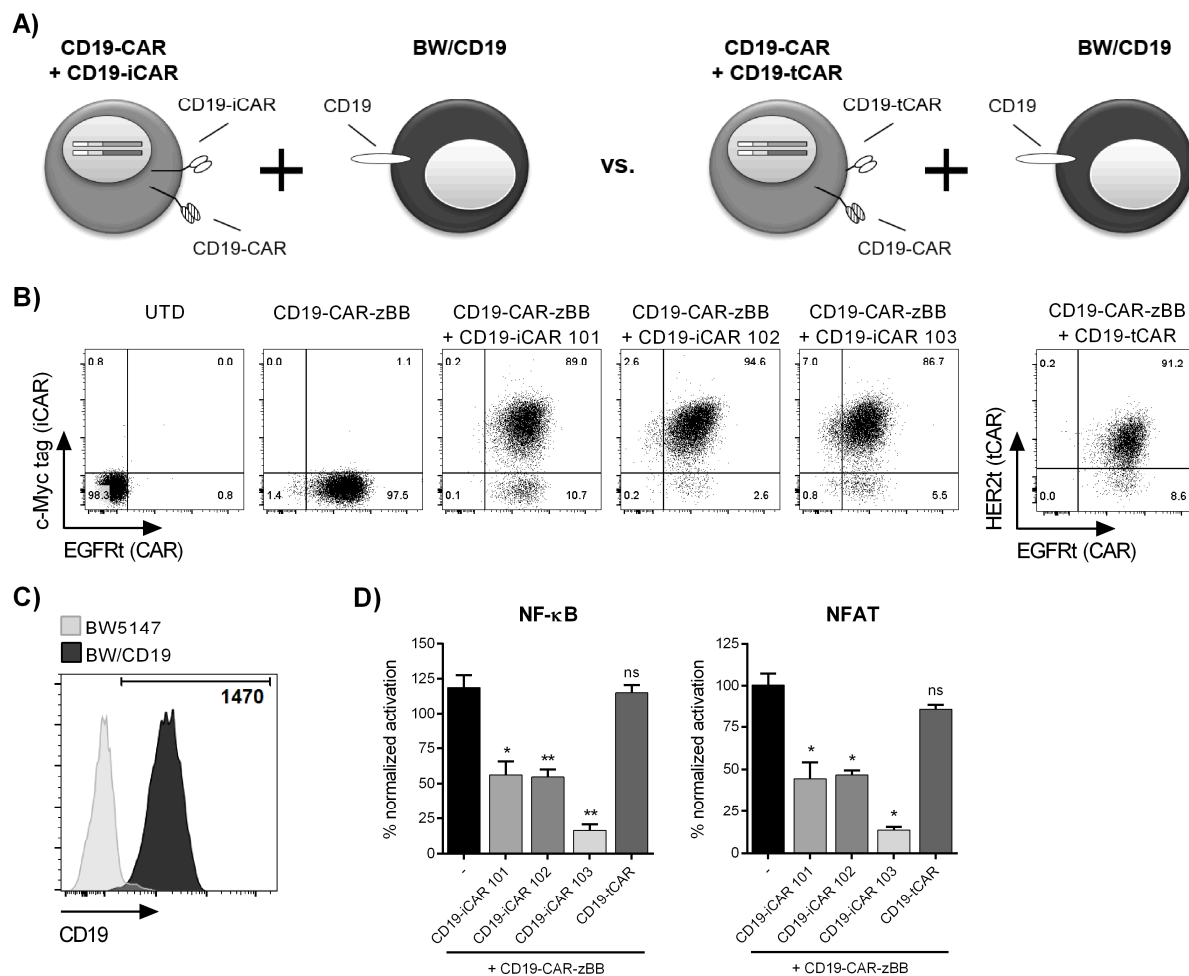 A)
CD19-CAR
+ CD19-iCAR
BW/CD19
CD19-CAR
+ CD19-tCAR
BW/CD19
CD19-iCAR
CD19
CD19-tCAR
CD19
vs.
CD19-CAR
CD19-CAR
B)
UTD
CD19-CAR-zBB
CD19-CAR-zBB
+ CD19-iCAR 101
CD19-CAR-zBB
+ CD19-iCAR 102
CD19-CAR-zBB
+ CD19-iCAR 103
CD19-CAR-zBB
+ CD19-tCAR
0.8 0.0
98.3 0.8
0.0 1.1
1.4 97.5
0.2 89.0
0.1 10.7
2.6 94.6
0.2 2.6
7.0 86.7
0.8 5.5
0.2 91.2
0.0 8.6
c-Myc tag (iCAR)
EGFRt (CAR)
HER2t (tCAR)
EGFRt (CAR)
C)
BW5147
BW/CD19
1470
CD19
D)
NF-κB
% normalized activation
150
125
100
75
50
25
0
*
**
**
ns
-
CD19-iCAR 101
CD19-iCAR 102
CD19-iCAR 103
CD19-tCAR
+ CD19-CAR-zBB
NFAT
% normalized activation
125
100
75
50
25
0
*
*
*
ns
-
CD19-iCAR 101
CD19-iCAR 102
CD19-iCAR 103
CD19-tCAR
+ CD19-CAR-zBB